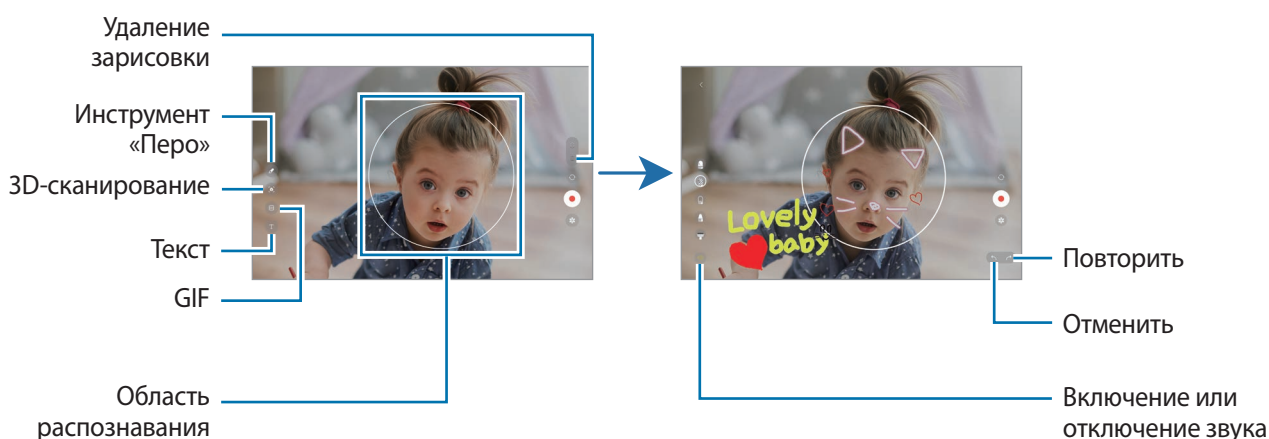 Удаление
зарисовки
Инструмент
«Перо»
3D-сканирование
Текст
GIF
Область
распознавания
Lovely
baby
Повторить
Отменить
Включение или
отключение звука